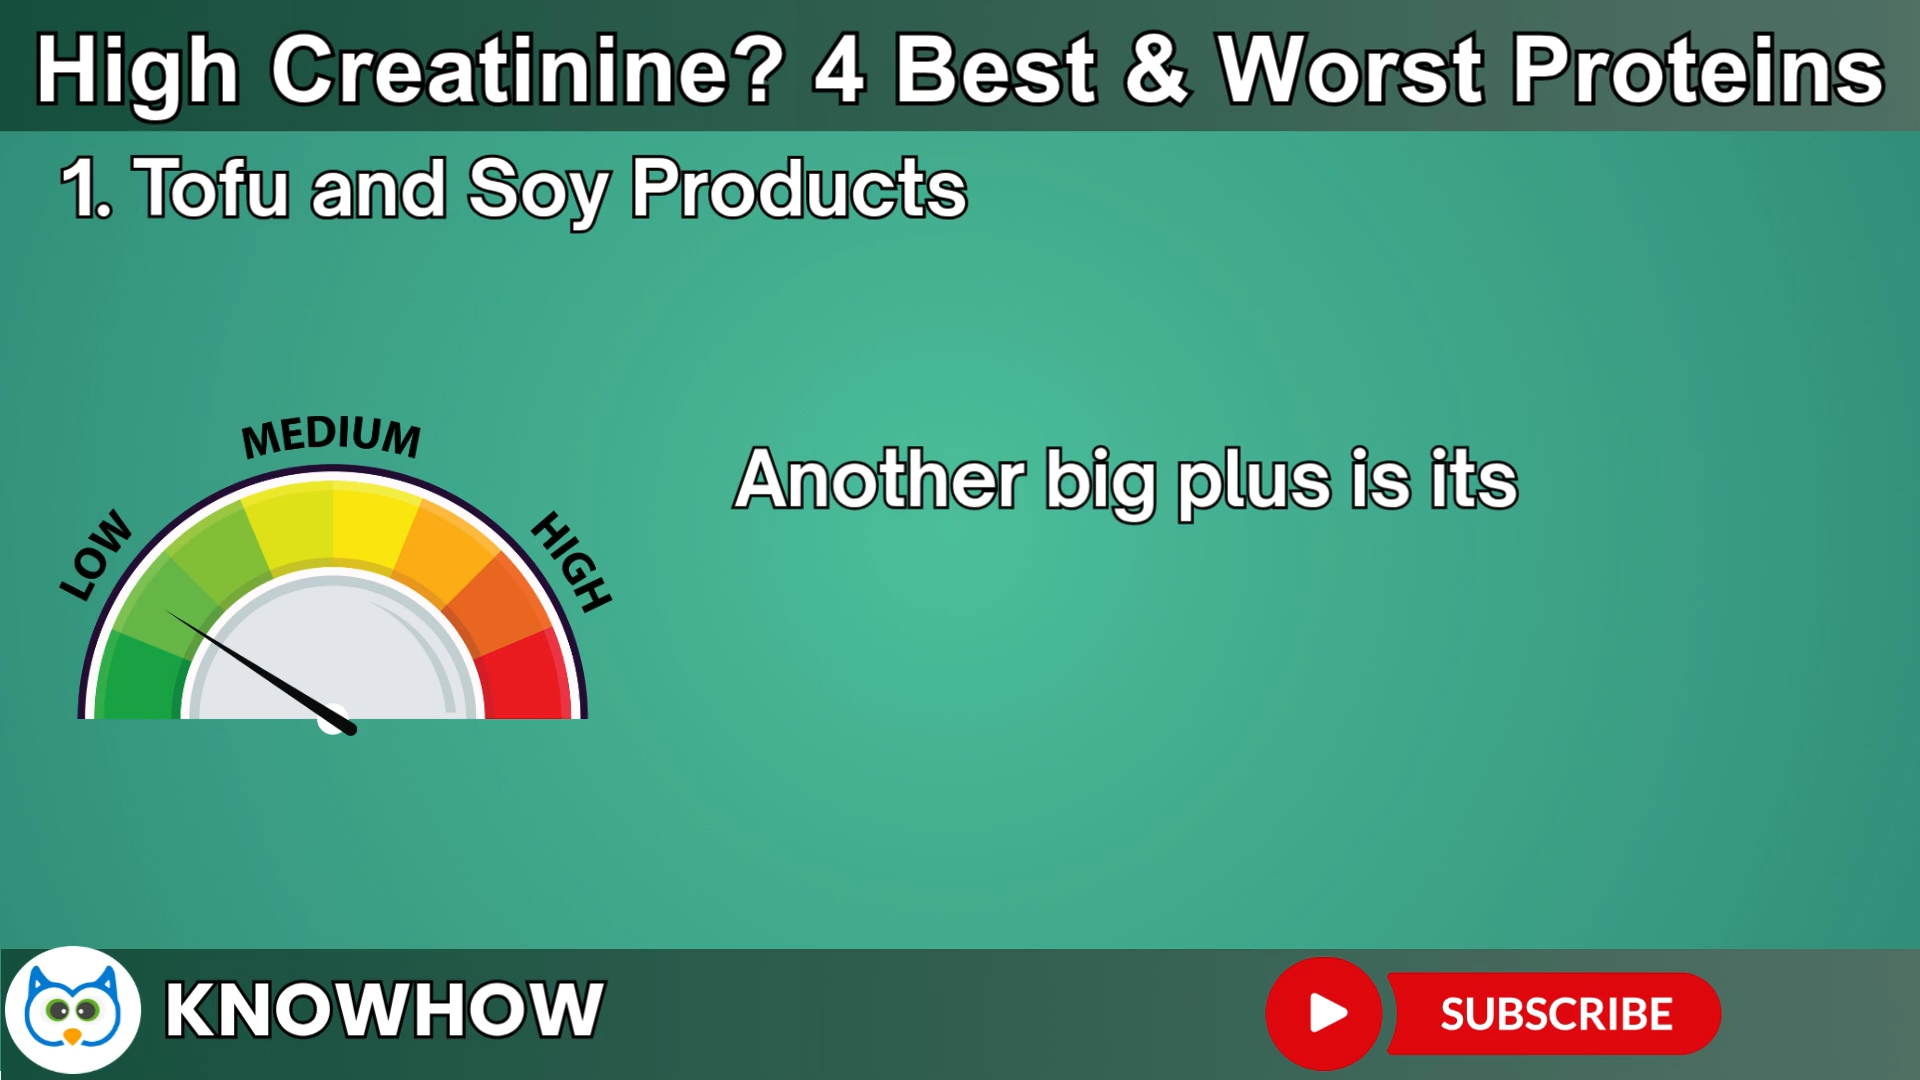 High Creatinine? 4 Best & Worst Proteins
1. Tofu and Soy Products
MEDIUM
LOW
HIGH
Another big plus is its
KNOWHOW
SUBSCRIBE